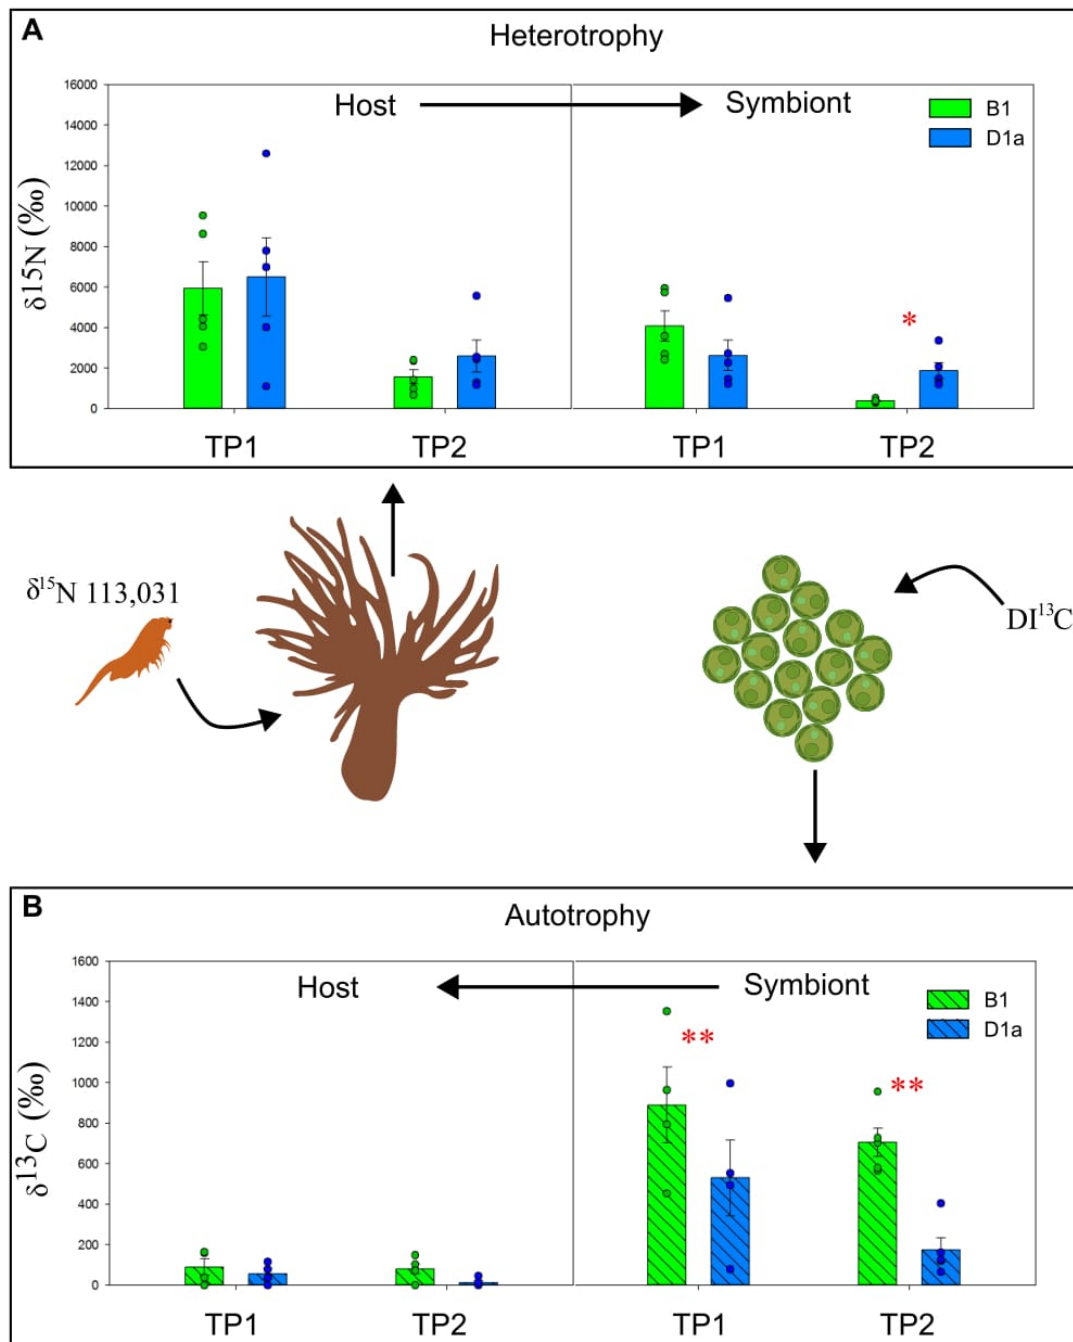 A
Heterotrophy
16000
14000
12000
10000
8000
6000
4000
2000
0
δ15N (‰)
Host
Symbiont
B1
D1a
*
TP1
TP2
TP1
TP2
δ¹⁵N 113,031
DI¹³C
B
Autotrophy
1600
1400
1200
1000
800
600
400
200
0
δ¹³C (‰)
Host
Symbiont
B1
D1a
**
**
TP1
TP2
TP1
TP2